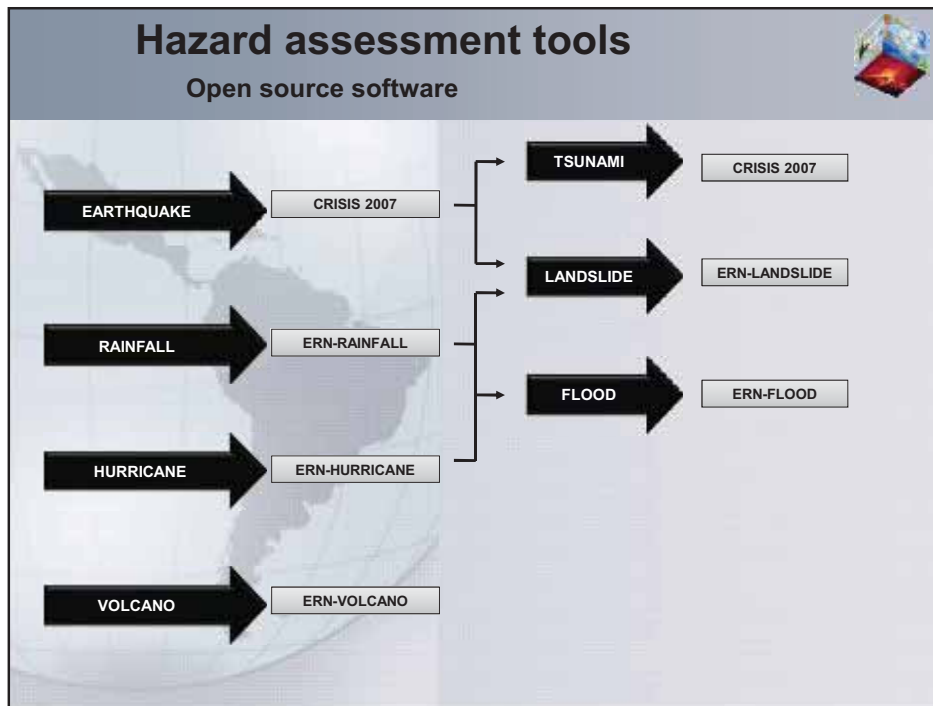 Hazard assessment tools
Open source software
EARTHQUAKE
CRISIS 2007
TSUNAMI
CRISIS 2007
LANDSLIDE
ERN-LANDSLIDE
RAINFALL
ERN-RAINFALL
FLOOD
ERN-FLOOD
HURRICANE
ERN-HURRICANE
VOLCANO
ERN-VOLCANO